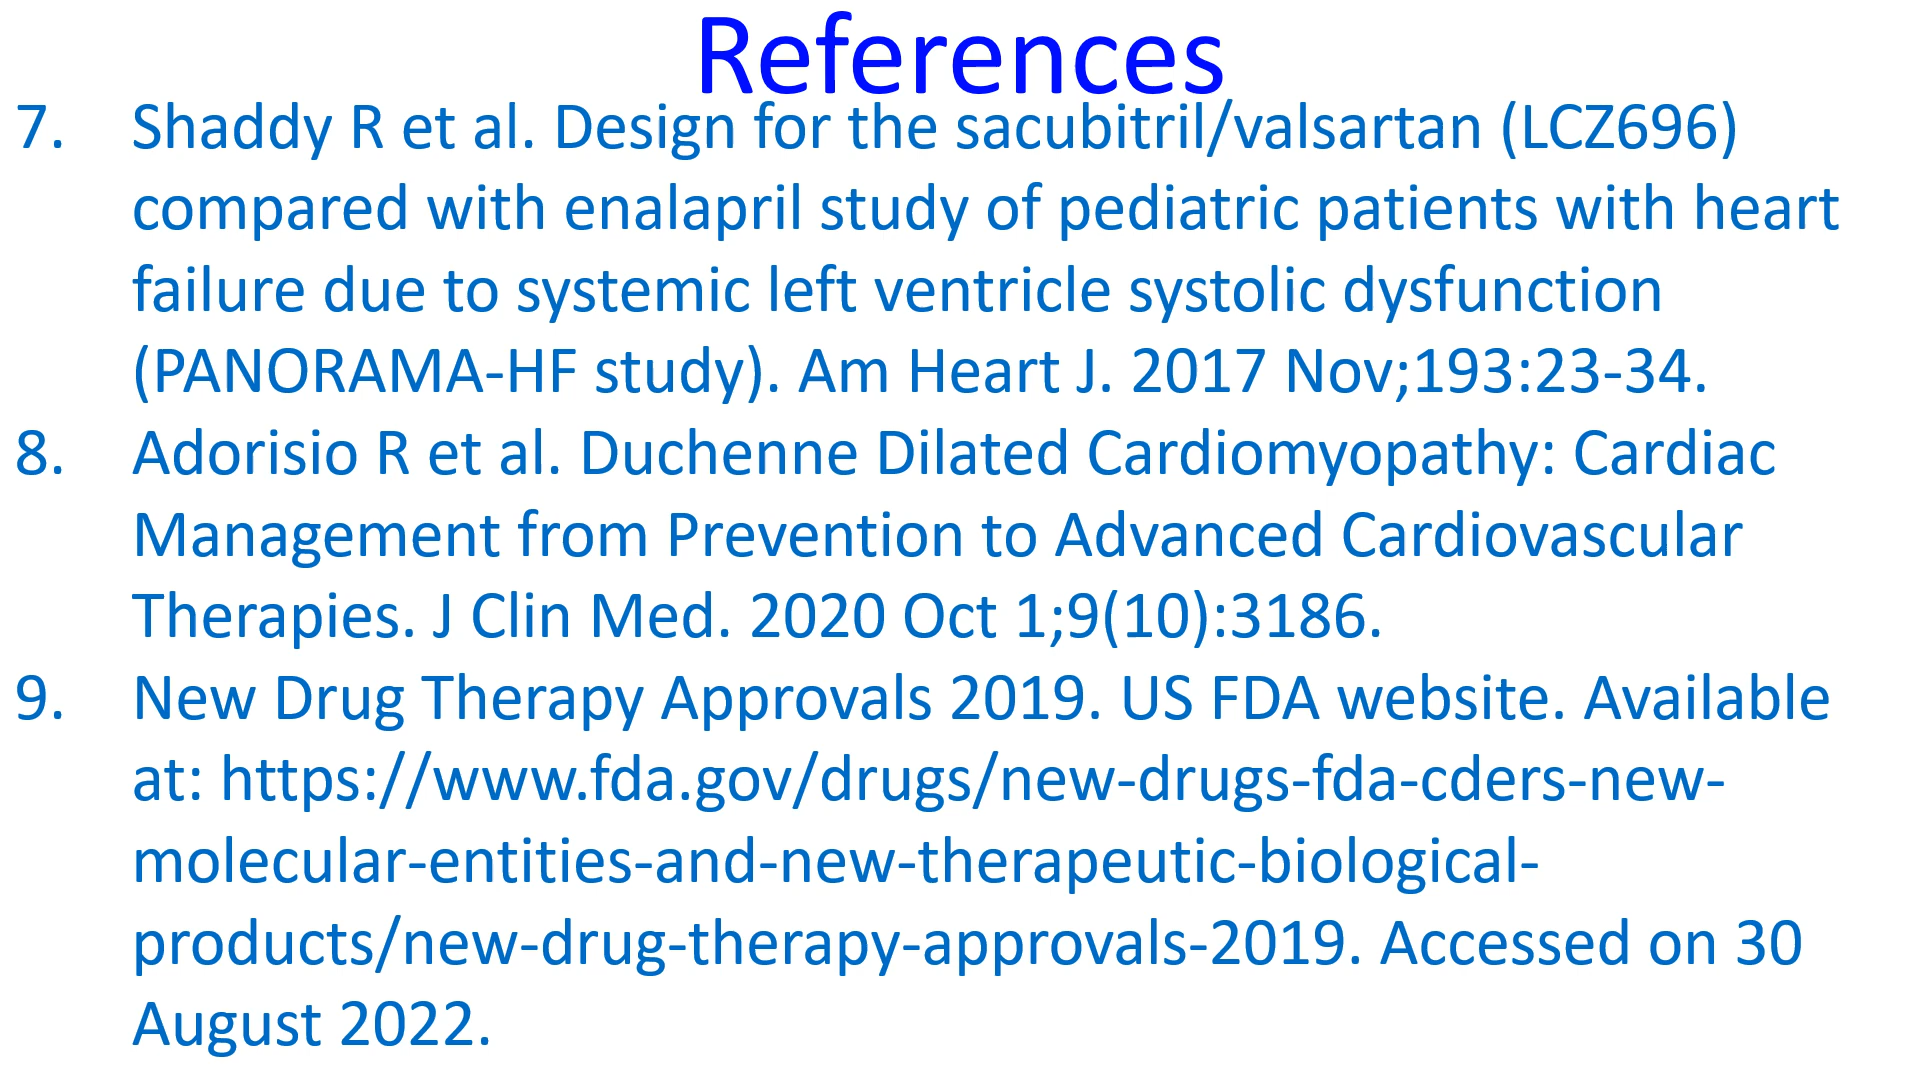 References
7. Shaddy R et al. Design for the sacubitril/valsartan (LCZ696)
compared with enalapril study of pediatric patients with heart
failure due to systemic left ventricle systolic dysfunction
(PANORAMA-HF study). Am Heart J. 2017 Nov;193:23-34.
8. Adorisio R et al. Duchenne Dilated Cardiomyopathy: Cardiac
Management from Prevention to Advanced Cardiovascular
Therapies. J Clin Med. 2020 Oct 1;9(10):3186.
9. New Drug Therapy Approvals 2019. US FDA website. Available
at: https://www.fda.gov/drugs/new-drugs-fda-cders-new-
molecular-entities-and-new-therapeutic-biological-
products/new-drug-therapy-approvals-2019. Accessed on 30
August 2022.